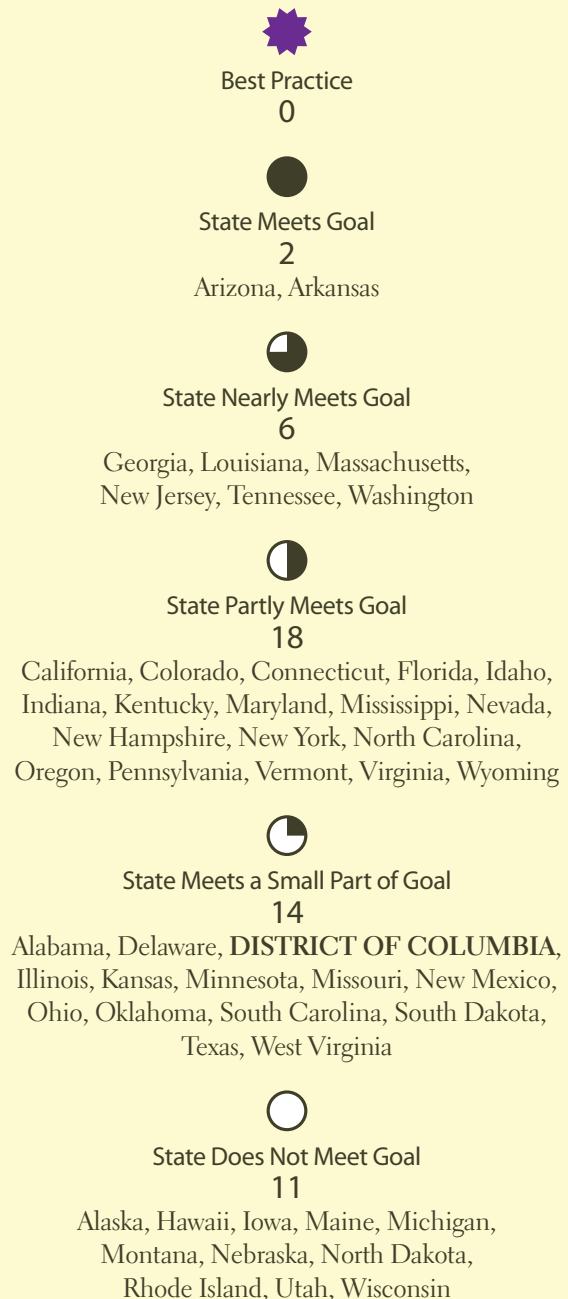 Best Practice
0
State Meets Goal
2
Arizona, Arkansas
State Nearly Meets Goal
6
Georgia, Louisiana, Massachusetts,
New Jersey, Tennessee, Washington
State Partly Meets Goal
18
California, Colorado, Connecticut, Florida, Idaho,
Indiana, Kentucky, Maryland, Mississippi, Nevada,
New Hampshire, New York, North Carolina,
Oregon, Pennsylvania, Vermont, Virginia, Wyoming
State Meets a Small Part of Goal
14
Alabama, Delaware, DISTRICT OF COLUMBIA,
Illinois, Kansas, Minnesota, Missouri, New Mexico,
Ohio, Oklahoma, South Carolina, South Dakota,
Texas, West Virginia
State Does Not Meet Goal
11
Alaska, Hawaii, Iowa, Maine, Michigan,
Montana, Nebraska, North Dakota,
Rhode Island, Utah, Wisconsin